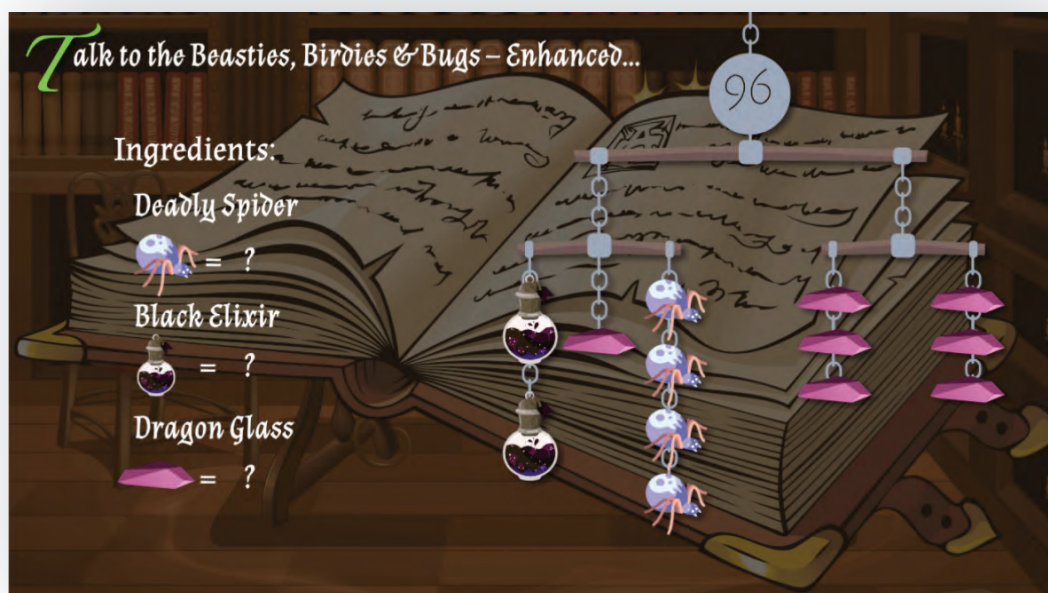 Talk to the Beasties, Birdies & Bugs – Enhanced...
96
Ingredients:
Deadly Spider
= ?
Black Elixir
= ?
Dragon Glass
= ?